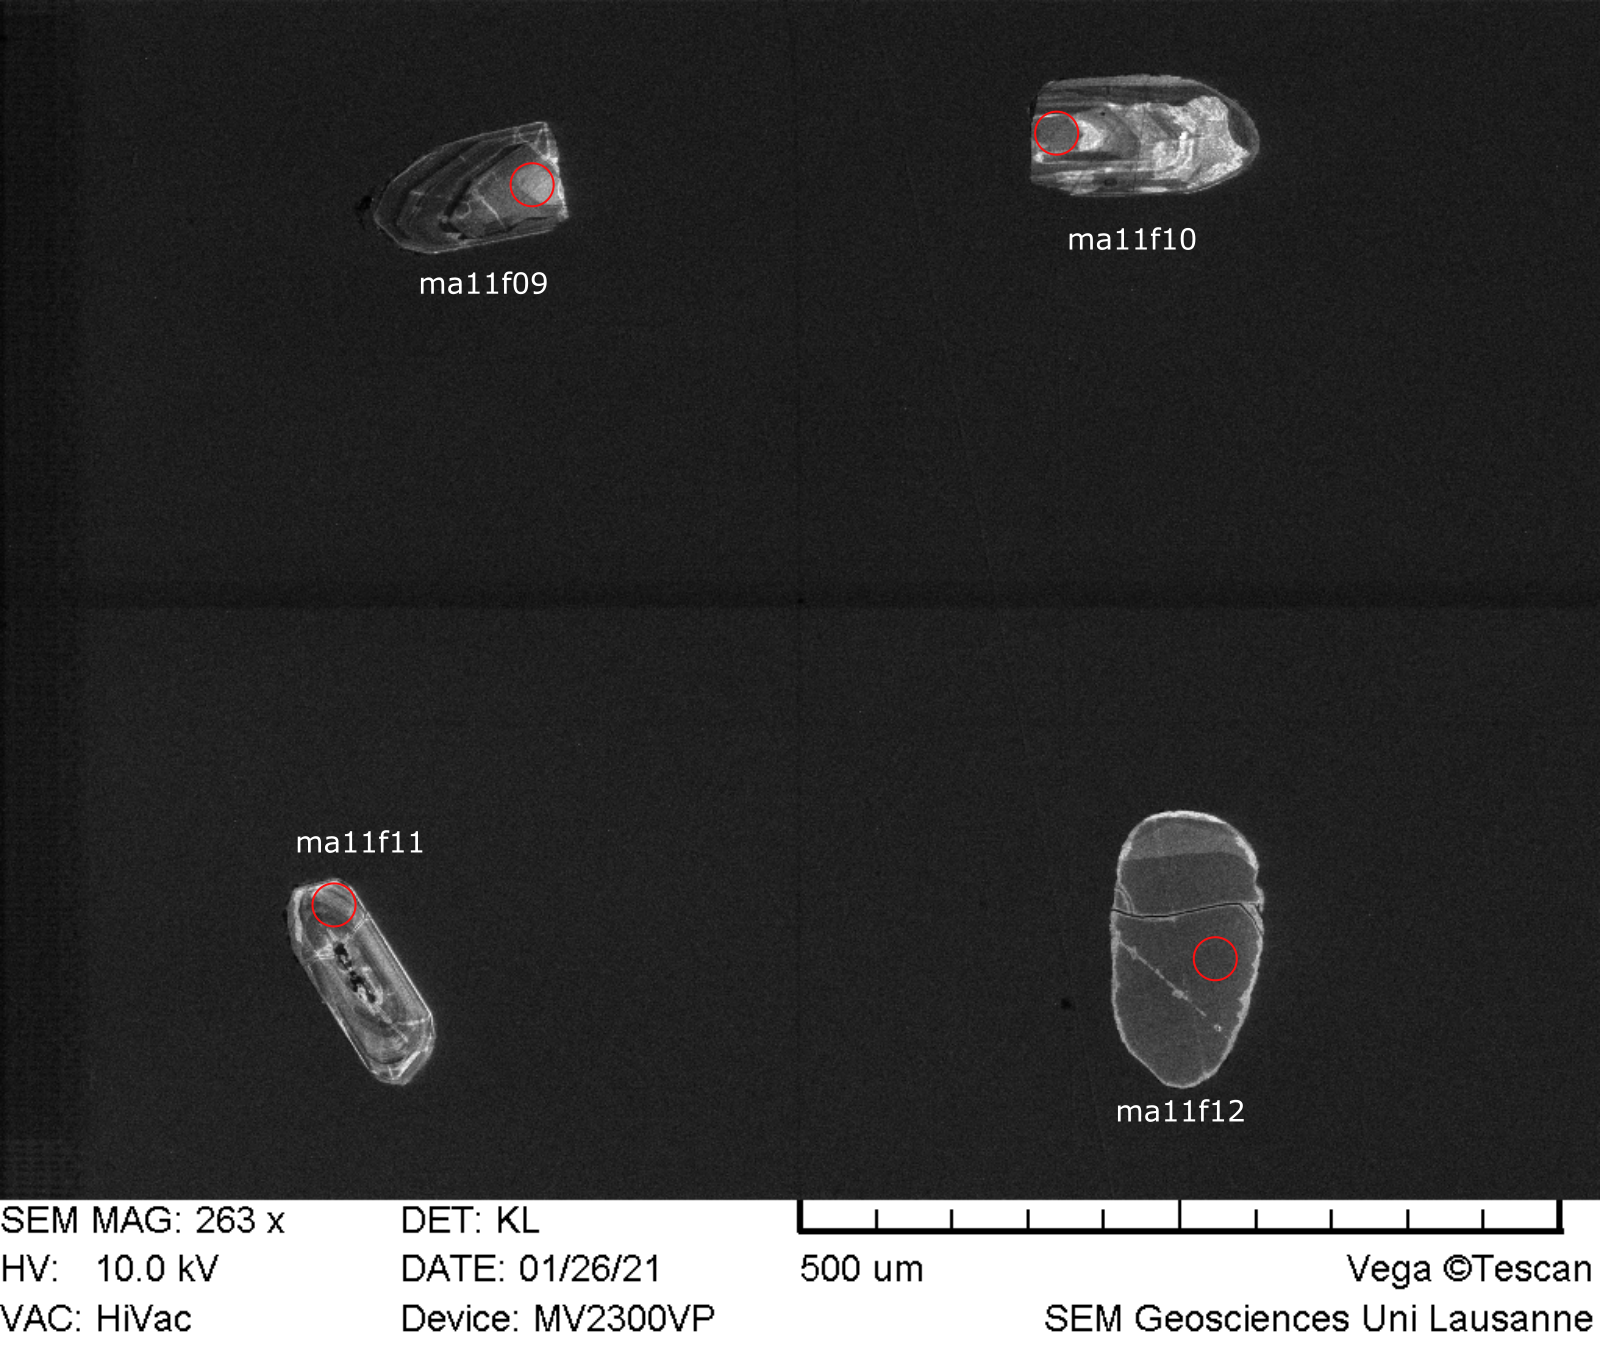 ma11f09
ma11f10
ma11f11
ma11f12
SEM MAG: 263 x
DET: KL
HV: 10.0 kV
DATE: 01/26/21
500 um
Vega ©Tescan
VAC: HiVac
Device: MV2300VP
SEM Geosciences Uni Lausanne